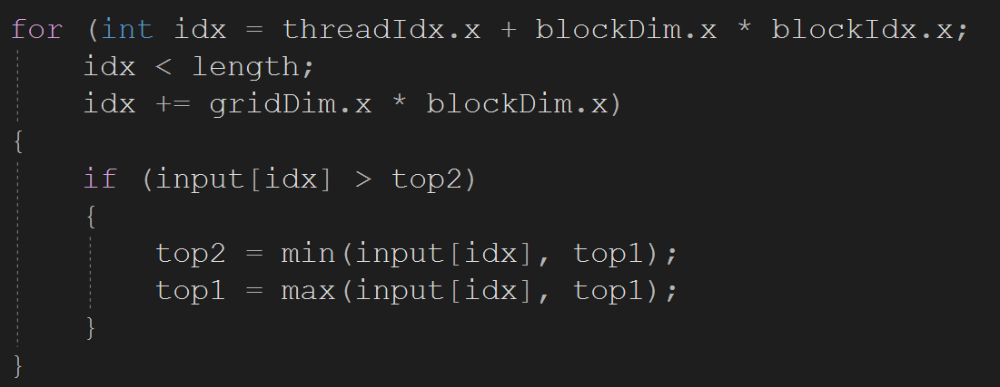 for (int idx = threadIdx.x + blockDim.x * blockIdx.x;
    idx < length;
    idx += gridDim.x * blockDim.x)
{
    if (input[idx] > top2)
    {
        top2 = min(input[idx], top1);
        top1 = max(input[idx], top1);
    }
}